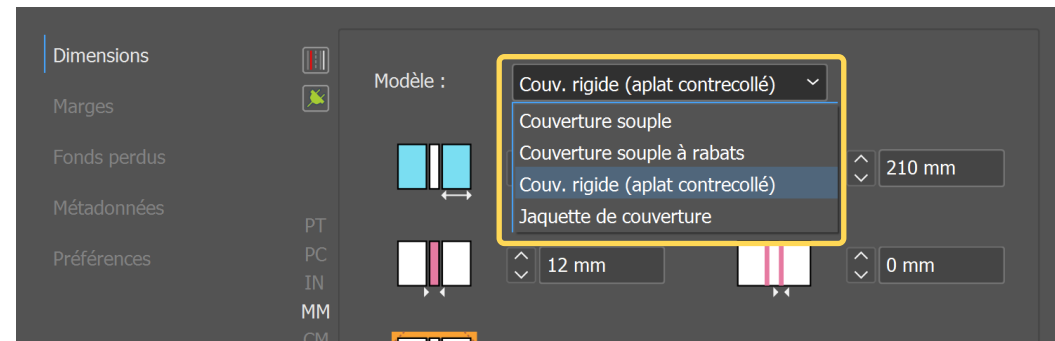 Dimensions
Marges
Fonds perdus
Métadonnées
Préférences
PT
PC
IN
MM
CM
Modèle :
Couv. rigide (aplat contrecollé)
Couverture souple
Couverture souple à rabats
Couv. rigide (aplat contrecollé)
Jaquette de couverture
210 mm
12 mm
0 mm